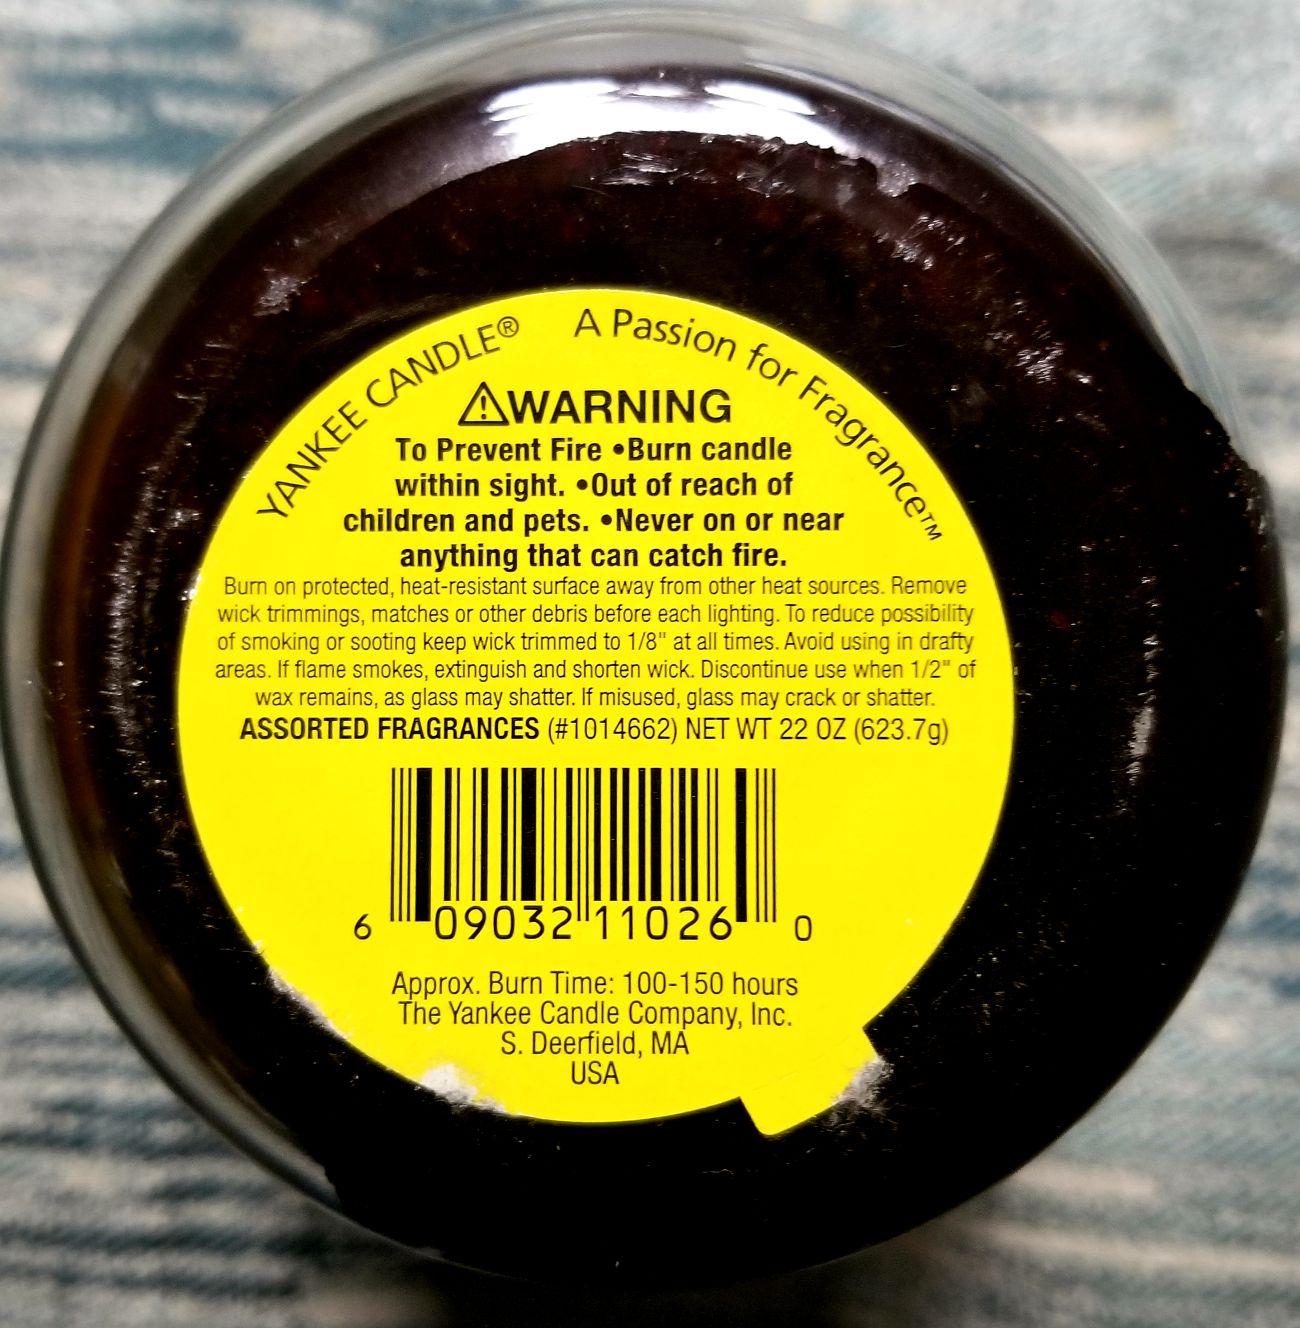 YANKEE CANDLE® A Passion for Fragrance™
⚠WARNING
To Prevent Fire •Burn candle
within sight. •Out of reach of
children and pets. •Never on or near
anything that can catch fire.
Burn on protected, heat-resistant surface away from other heat sources. Remove
wick trimmings, matches or other debris before each lighting. To reduce possibility
of smoking or sooting keep wick trimmed to 1/8" at all times. Avoid using in drafty
areas. If flame smokes, extinguish and shorten wick. Discontinue use when 1/2" of
wax remains, as glass may shatter. If misused, glass may crack or shatter.
ASSORTED FRAGRANCES (#1014662) NET WT 22 OZ (623.7g)
6 09032 11026 0
Approx. Burn Time: 100-150 hours
The Yankee Candle Company, Inc.
S. Deerfield, MA
USA